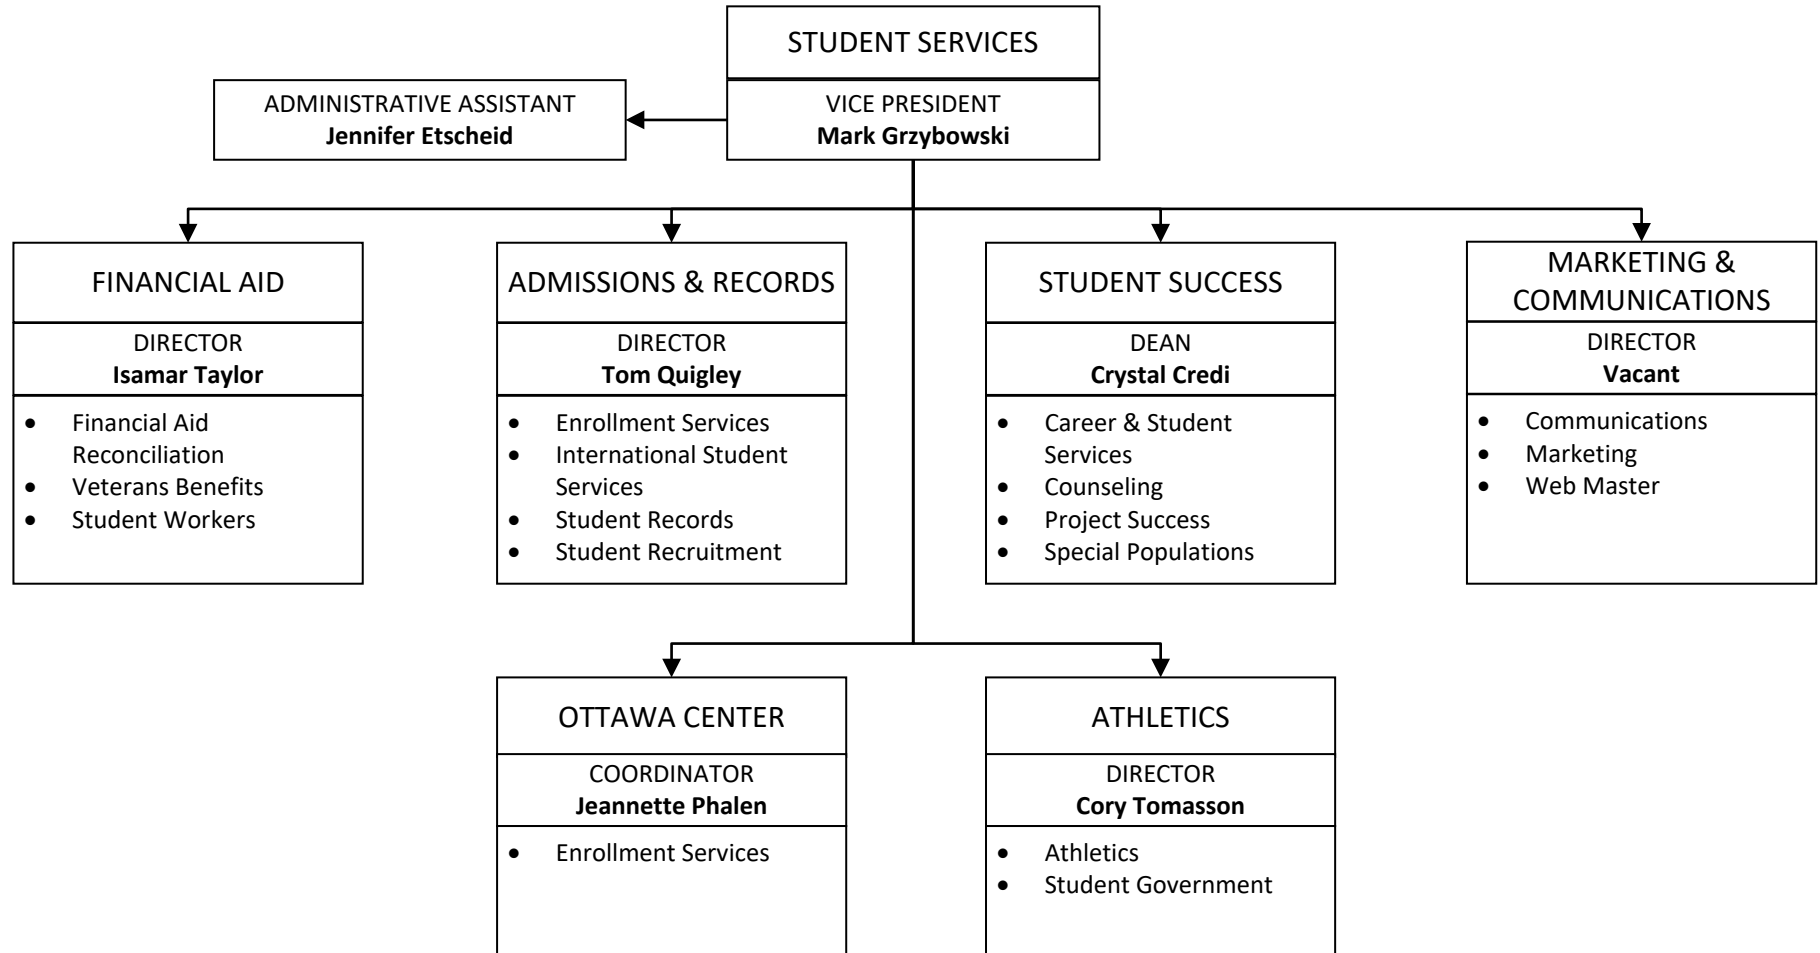 STUDENT SERVICES
ADMINISTRATIVE ASSISTANT
Jennifer Etscheid
VICE PRESIDENT
Mark Grzybowski
FINANCIAL AID
DIRECTOR
Isamar Taylor
• Financial Aid
Reconciliation
• Veterans Benefits
• Student Workers
ADMISSIONS & RECORDS
DIRECTOR
Tom Quigley
• Enrollment Services
• International Student
Services
• Student Records
• Student Recruitment
STUDENT SUCCESS
DEAN
Crystal Credi
• Career & Student
Services
• Counseling
• Project Success
• Special Populations
MARKETING &
COMMUNICATIONS
DIRECTOR
Vacant
• Communications
• Marketing
• Web Master
OTTAWA CENTER
COORDINATOR
Jeannette Phalen
• Enrollment Services
ATHLETICS
DIRECTOR
Cory Tomasson
• Athletics
• Student Government